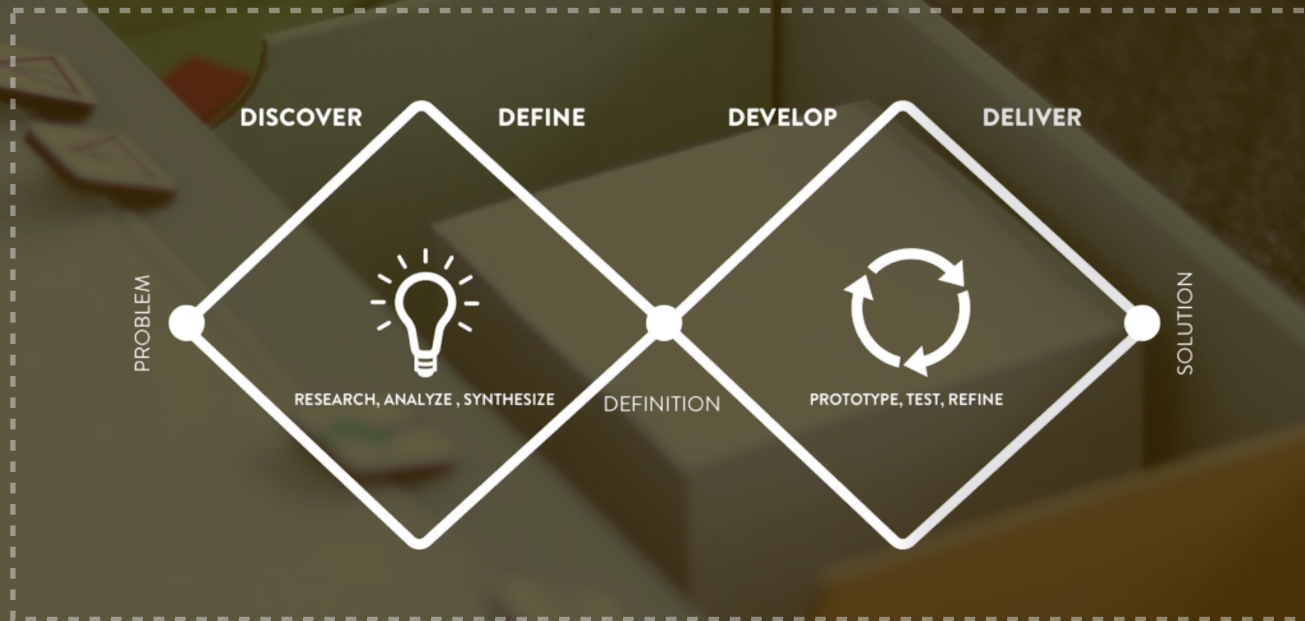 DISCOVER
DEFINE
DEVELOP
DELIVER
PROBLEM
SOLUTION
RESEARCH, ANALYZE , SYNTHESIZE
DEFINITION
PROTOTYPE, TEST, REFINE